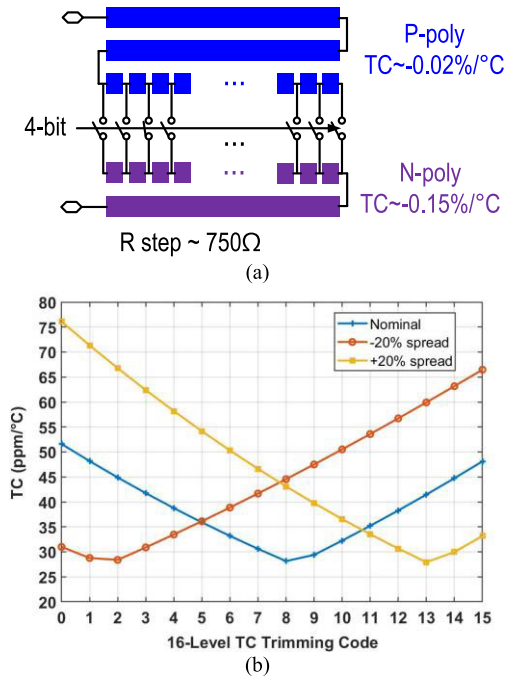 P-poly
TC~-0.02%/°C
...
4-bit
...
...
N-poly
TC~-0.15%/°C
R step ~ 750Ω
(a)
80
75
70
65
60
55
50
45
40
35
30
25
20
TC (ppm/°C)
Nominal
-20% spread
+20% spread
0 1 2 3 4 5 6 7 8 9 10 11 12 13 14 15
16-Level TC Trimming Code
(b)